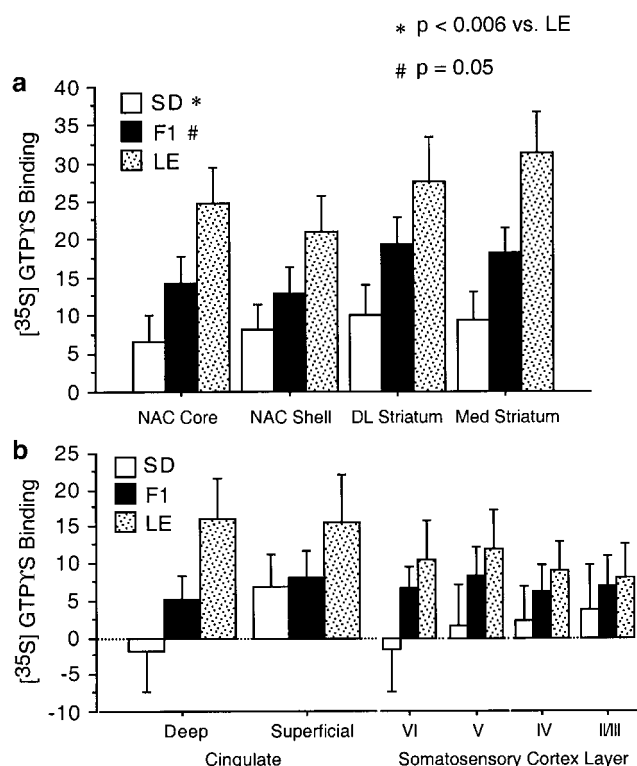 * p < 0.006 vs. LE
# p = 0.05
a
[35S] GTPϒS Binding
40
35
30
25
20
15
10
5
0
SD *
F1 #
LE
NAC Core NAC Shell DL Striatum Med Striatum
b
[35S] GTPϒS Binding
25
20
15
10
5
0
-5
-10
SD
F1
LE
Deep Superficial VI V IV II/III
Cingulate Somatosensory Cortex Layer